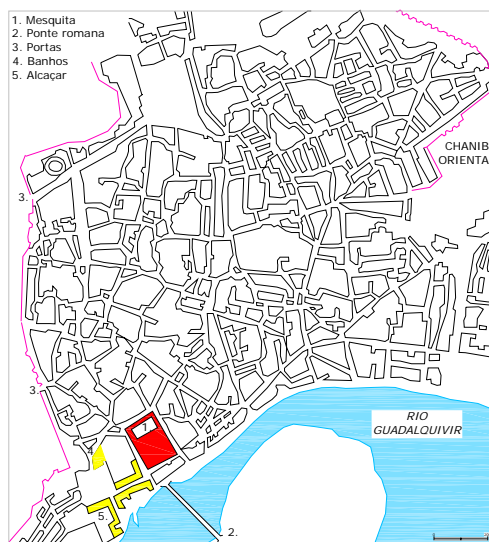 1. Mesquita
2. Ponte romana
3. Portas
4. Banhos
5. Alcaçar
CHANIB
ORIENTA
3.
3.
1
RIO
GUADALQUIVIR
4.
5.
2.